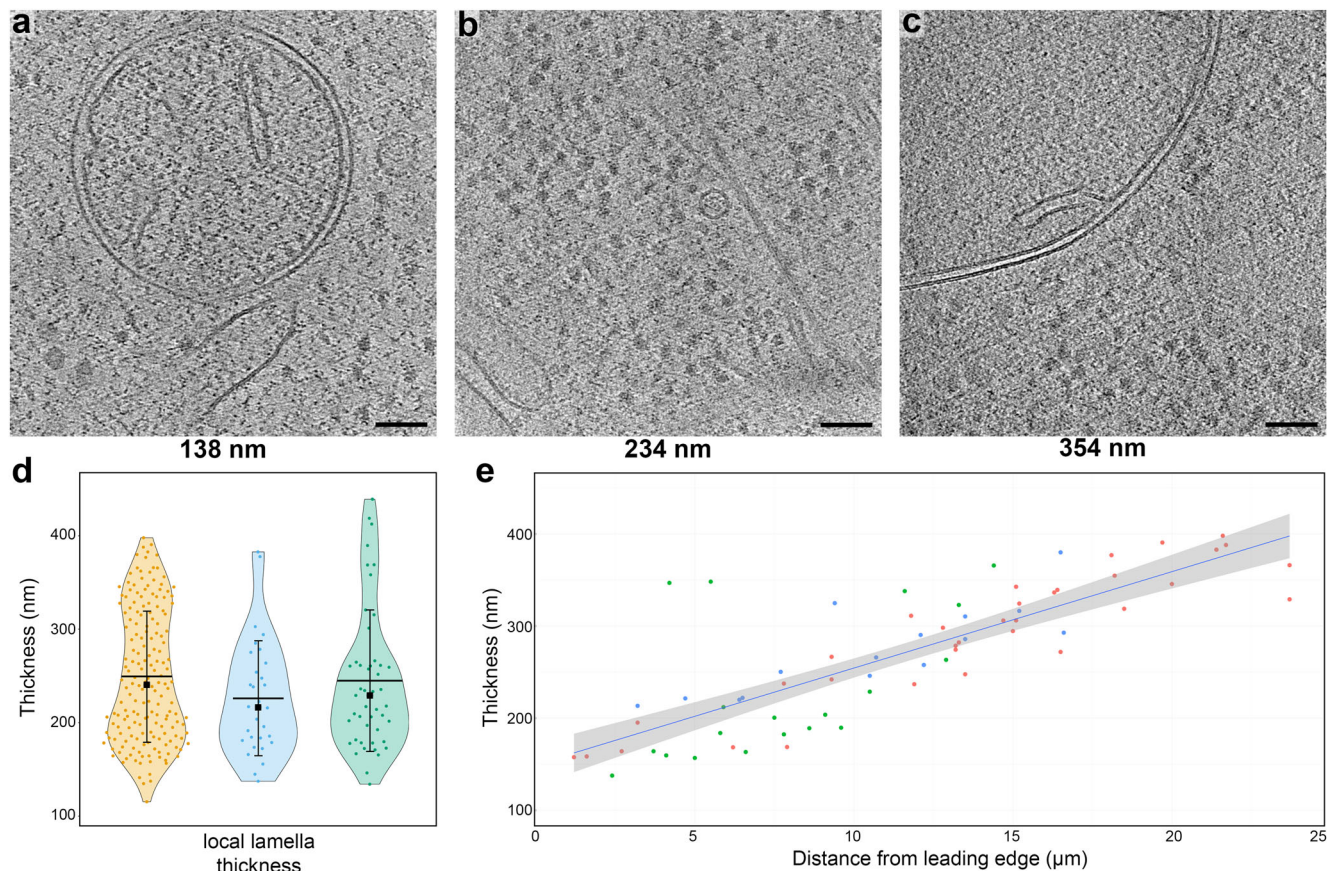 a
b
c
138 nm
234 nm
354 nm
d
Thickness (nm)
400
300
200
100
local lamella
thickness
e
Thickness (nm)
400
300
200
100
0
5
10
15
20
25
Distance from leading edge (µm)